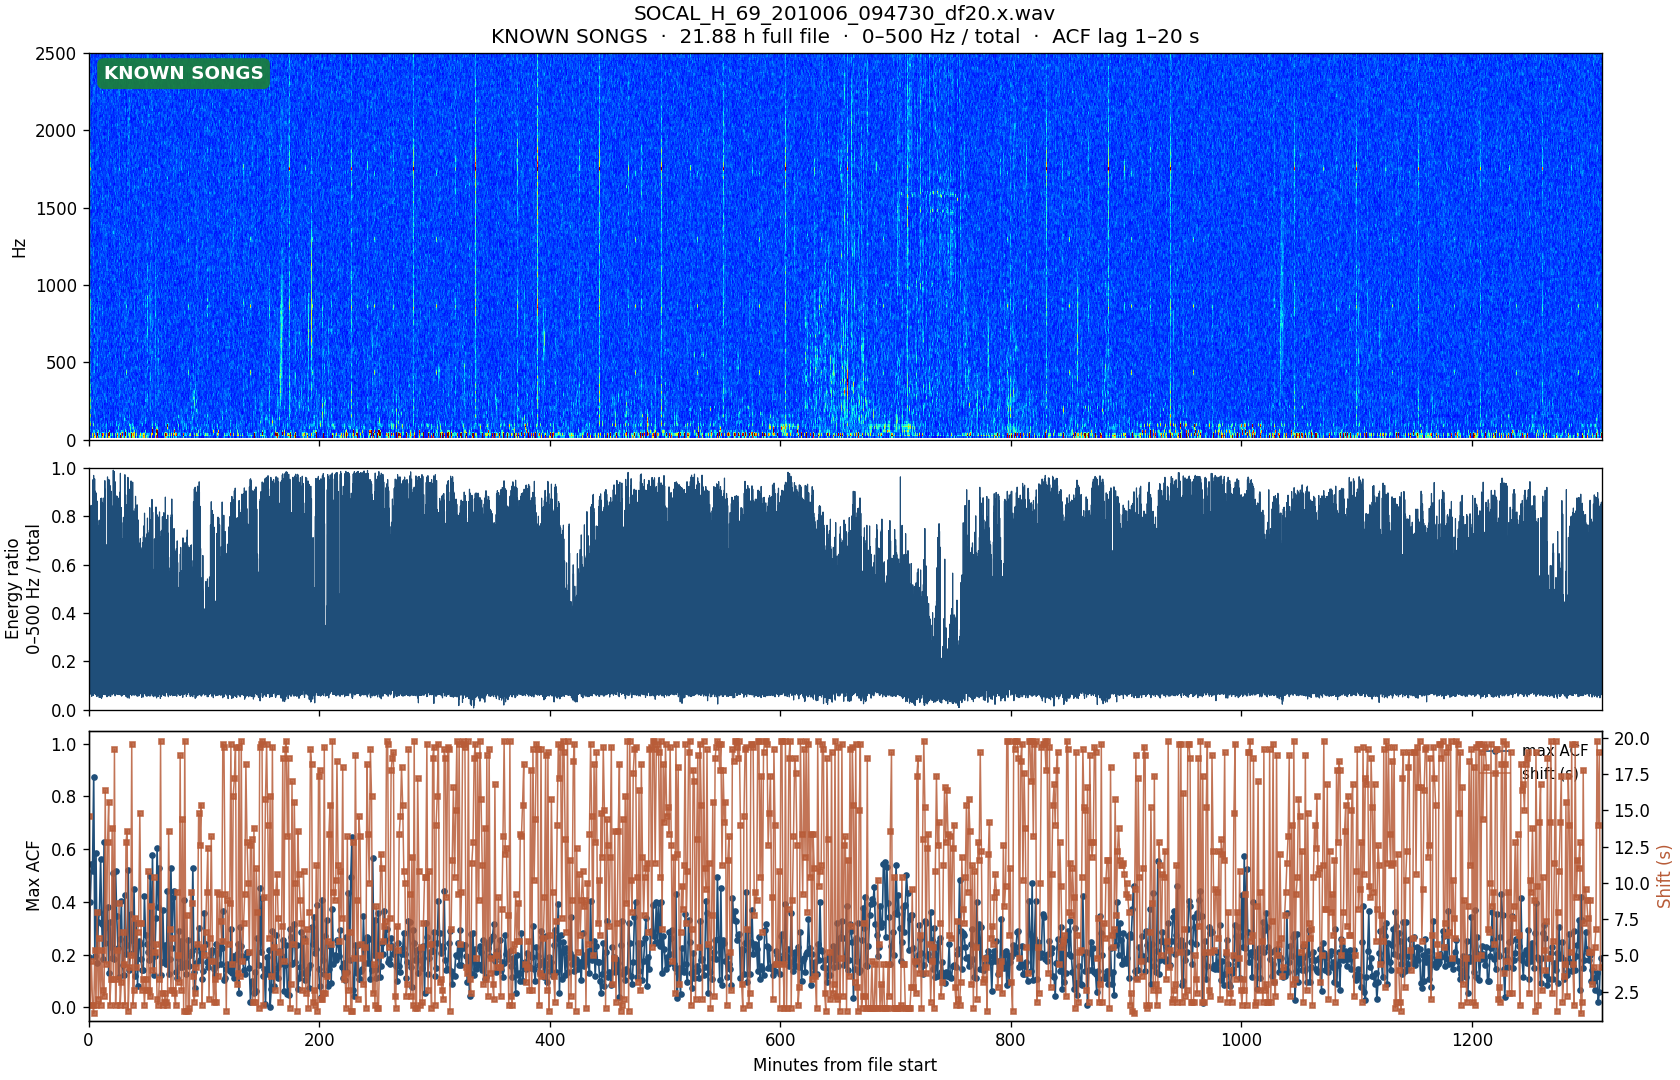 SOCAL_H_69_201006_094730_df20.x.wav
KNOWN SONGS · 21.88 h full file · 0–500 Hz / total · ACF lag 1–20 s
KNOWN SONGS
2500
2000
1500
1000
500
0
Hz
1.0
0.8
0.6
0.4
0.2
0.0
Energy ratio
0–500 Hz / total
1.0
0.8
0.6
0.4
0.2
0.0
Max ACF
max ACF
shift (s)
20.0
17.5
15.0
12.5
10.0
7.5
5.0
2.5
Shift (s)
0 200 400 600 800 1000 1200
Minutes from file start